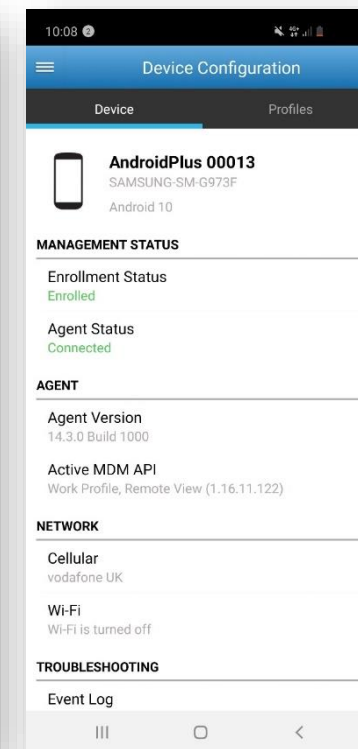 10:08 2
Device Configuration
Device Profiles
AndroidPlus 00013
SAMSUNG-SM-G973F
Android 10
MANAGEMENT STATUS
Enrollment Status
Enrolled
Agent Status
Connected
AGENT
Agent Version
14.3.0 Build 1000
Active MDM API
Work Profile, Remote View (1.16.11.122)
NETWORK
Cellular
vodafone UK
Wi-Fi
Wi-Fi is turned off
TROUBLESHOOTING
Event Log